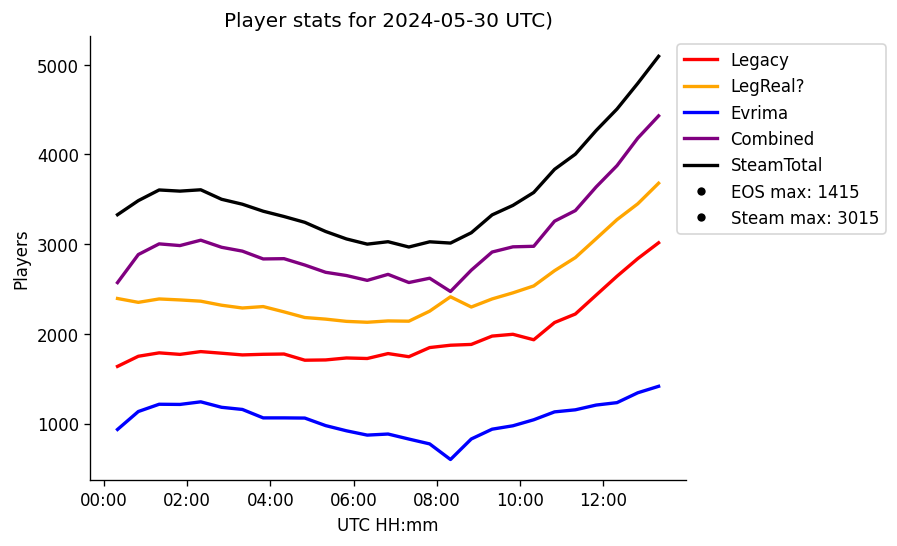 Player stats for 2024-05-30 UTC)
Legacy
LegReal?
Evrima
Combined
SteamTotal
EOS max: 1415
Steam max: 3015
Players
5000
4000
3000
2000
1000
00:00 02:00 04:00 06:00 08:00 10:00 12:00
UTC HH:mm